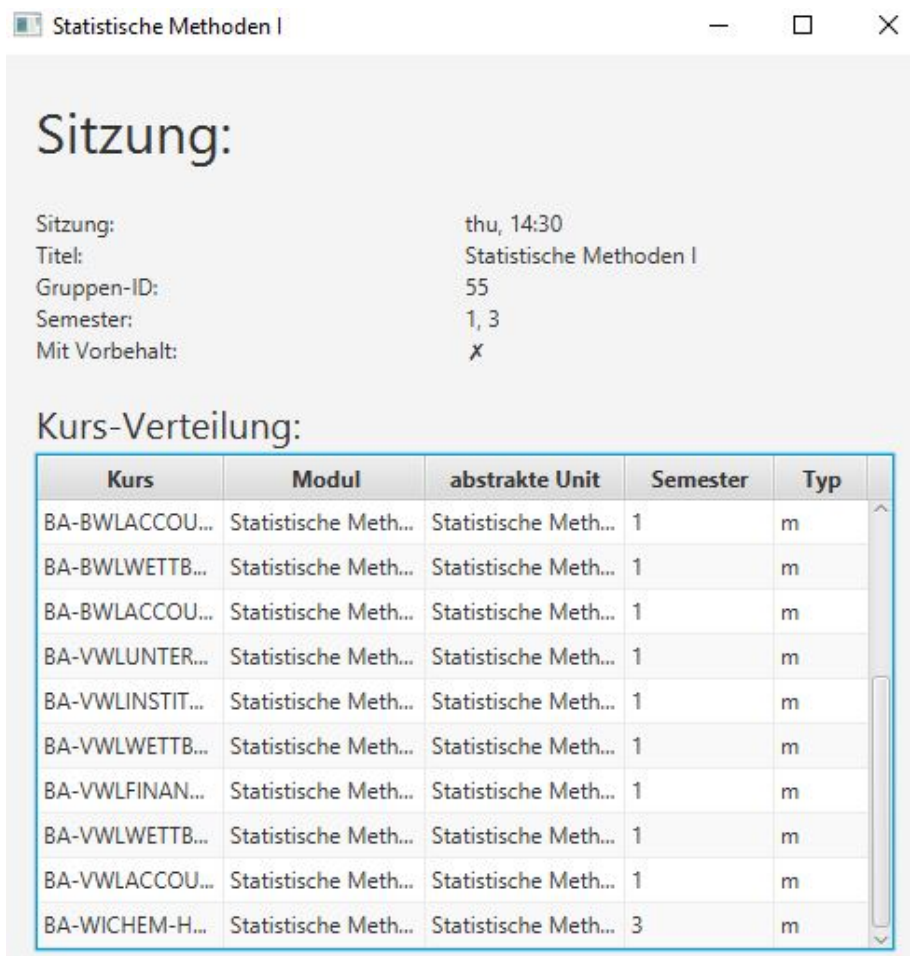 Statistische Methoden I
Sitzung:
Sitzung: thu, 14:30
Titel: Statistische Methoden I
Gruppen-ID: 55
Semester: 1, 3
Mit Vorbehalt: ✗
Kurs-Verteilung:
Kurs Modul abstrakte Unit Semester Typ
BA-BWLACCOU... Statistische Meth... Statistische Meth... 1 m
BA-BWLWETTB... Statistische Meth... Statistische Meth... 1 m
BA-BWLACCOU... Statistische Meth... Statistische Meth... 1 m
BA-VWLUNTER... Statistische Meth... Statistische Meth... 1 m
BA-VWLINSTIT... Statistische Meth... Statistische Meth... 1 m
BA-VWLWETTB... Statistische Meth... Statistische Meth... 1 m
BA-VWLFINAN... Statistische Meth... Statistische Meth... 1 m
BA-VWLWETTB... Statistische Meth... Statistische Meth... 1 m
BA-VWLACCOU... Statistische Meth... Statistische Meth... 1 m
BA-WICHEM-H... Statistische Meth... Statistische Meth... 3 m